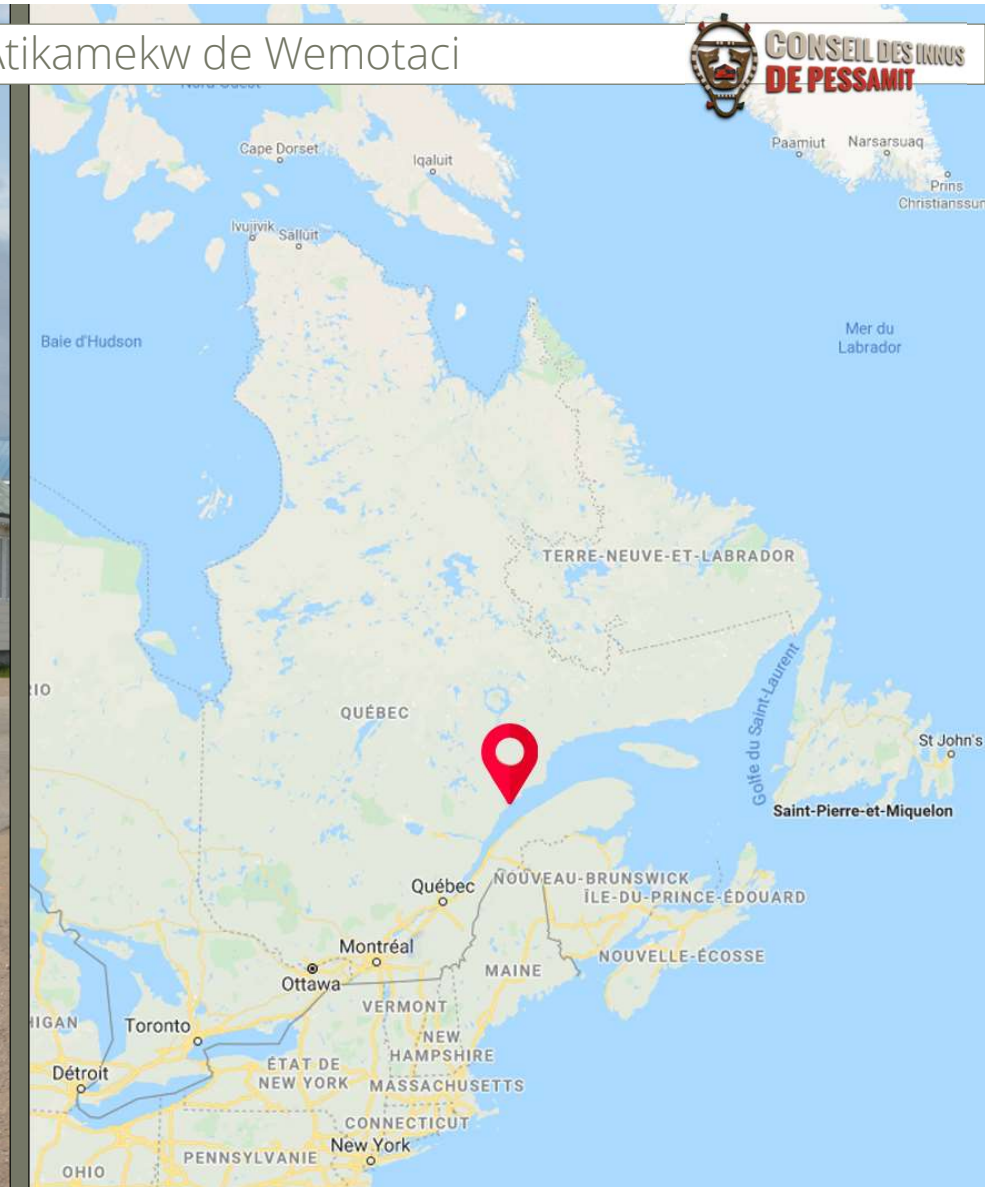 Atikamekw de Wemotaci
CONSEIL DES INNUS
DE PESSAMIT
Cape Dorset
Iqaluit
Paamiut
Narsarsuaq
Prins
Christianssun
Ivujivik
Salluit
Baie d'Hudson
Mer du
Labrador
TERRE-NEUVE-ET-LABRADOR
RIO
QUÉBEC
Golfe du Saint-Laurent
St John's
Saint-Pierre-et-Miquelon
Québec
NOUVEAU-BRUNSWICK
ÎLE-DU-PRINCE-ÉDOUARD
Montréal
NOUVELLE-ÉCOSSE
MAINE
Ottawa
VERMONT
HIGAN
Toronto
NEW
HAMPSHIRE
ÉTAT DE
NEW YORK
Détroit
MASSACHUSETTS
CONNECTICUT
New York
PENNSYLVANIE
OHIO